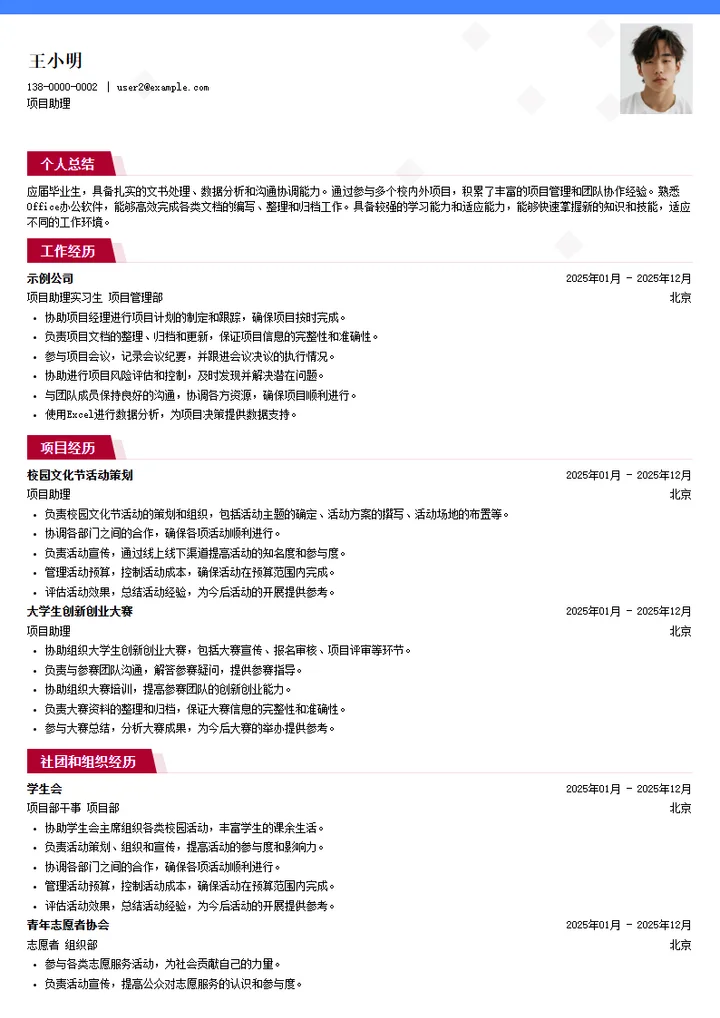 王小明
138-0000-0002 | user2@example.com
项目助理
个人总结
应届毕业生，具备扎实的文书处理、数据分析和沟通协调能力。通过参与多个校内外项目，积累了丰富的项目管理和团队协作经验。熟悉
Office办公软件，能够高效完成各类文档的编写、整理和归档工作。具备较强的学习能力和适应能力，能够快速掌握新的知识和技能，适应
不同的工作环境。
工作经历
示例公司 2025年01月 - 2025年12月
项目助理实习生 项目管理部 北京
• 协助项目经理进行项目计划的制定和跟踪，确保项目按时完成。
• 负责项目文档的整理、归档和更新，保证项目信息的完整性和准确性。
• 参与项目会议，记录会议纪要，并跟进会议决议的执行情况。
• 协助进行项目风险评估和控制，及时发现并解决潜在问题。
• 与团队成员保持良好的沟通，协调各方资源，确保项目顺利进行。
• 使用Excel进行数据分析，为项目决策提供数据支持。
项目经历
校园文化节活动策划 2025年01月 - 2025年12月
项目助理 北京
• 负责校园文化节活动的策划和组织，包括活动主题的确定、活动方案的撰写、活动场地的布置等。
• 协调各部门之间的合作，确保各项活动顺利进行。
• 负责活动宣传，通过线上线下渠道提高活动的知名度和参与度。
• 管理活动预算，控制活动成本，确保活动在预算范围内完成。
• 评估活动效果，总结活动经验，为今后活动的开展提供参考。
大学生创新创业大赛 2025年01月 - 2025年12月
项目助理 北京
• 协助组织大学生创新创业大赛，包括大赛宣传、报名审核、项目评审等环节。
• 负责与参赛团队沟通，解答参赛疑问，提供参赛指导。
• 协助组织大赛培训，提高参赛团队的创新创业能力。
• 负责大赛资料的整理和归档，保证大赛信息的完整性和准确性。
• 参与大赛总结，分析大赛成果，为今后大赛的举办提供参考。
社团和组织经历
学生会 2025年01月 - 2025年12月
项目部干事 项目部 北京
• 协助学生会主席组织各类校园活动，丰富学生的课余生活。
• 负责活动策划、组织和宣传，提高活动的参与度和影响力。
• 协调各部门之间的合作，确保各项活动顺利进行。
• 管理活动预算，控制活动成本，确保活动在预算范围内完成。
• 评估活动效果，总结活动经验，为今后活动的开展提供参考。
青年志愿者协会 2025年01月 - 2025年12月
志愿者 组织部 北京
• 参与各类志愿服务活动，为社会贡献自己的力量。
• 负责活动宣传，提高公众对志愿服务的认识和参与度。